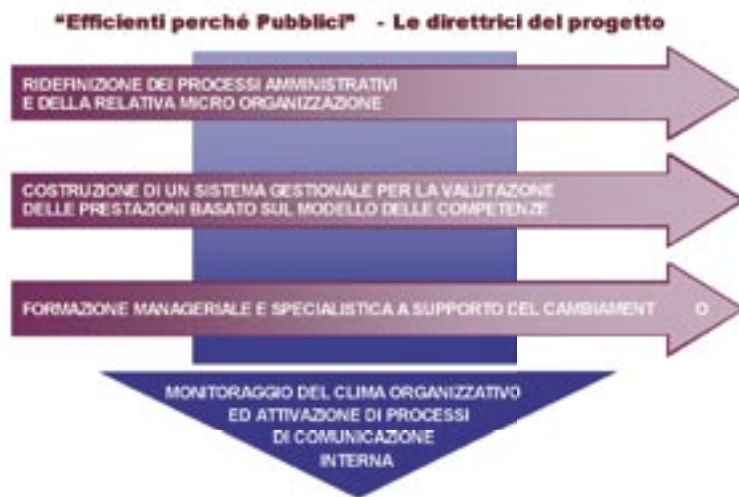 “Efficienti perché Pubblici” - Le direttrici del progetto
RIDEFINIZIONE DEI PROCESSI AMMINISTRATIVI
E DELLA RELATIVA MICRO ORGANIZZAZIONE
COSTRUZIONE DI UN SISTEMA GESTIONALE PER LA VALUTAZIONE
DELLE PRESTAZIONI BASATO SUL MODELLO DELLE COMPETENZE
FORMAZIONE MANAGERIALE E SPECIALISTICA A SUPPORTO DEL CAMBIAMENT O
MONITORAGGIO DEL CLIMA ORGANIZZATIVO
ED ATTIVAZIONE DI PROCESSI
DI COMUNICAZIONE
INTERNA